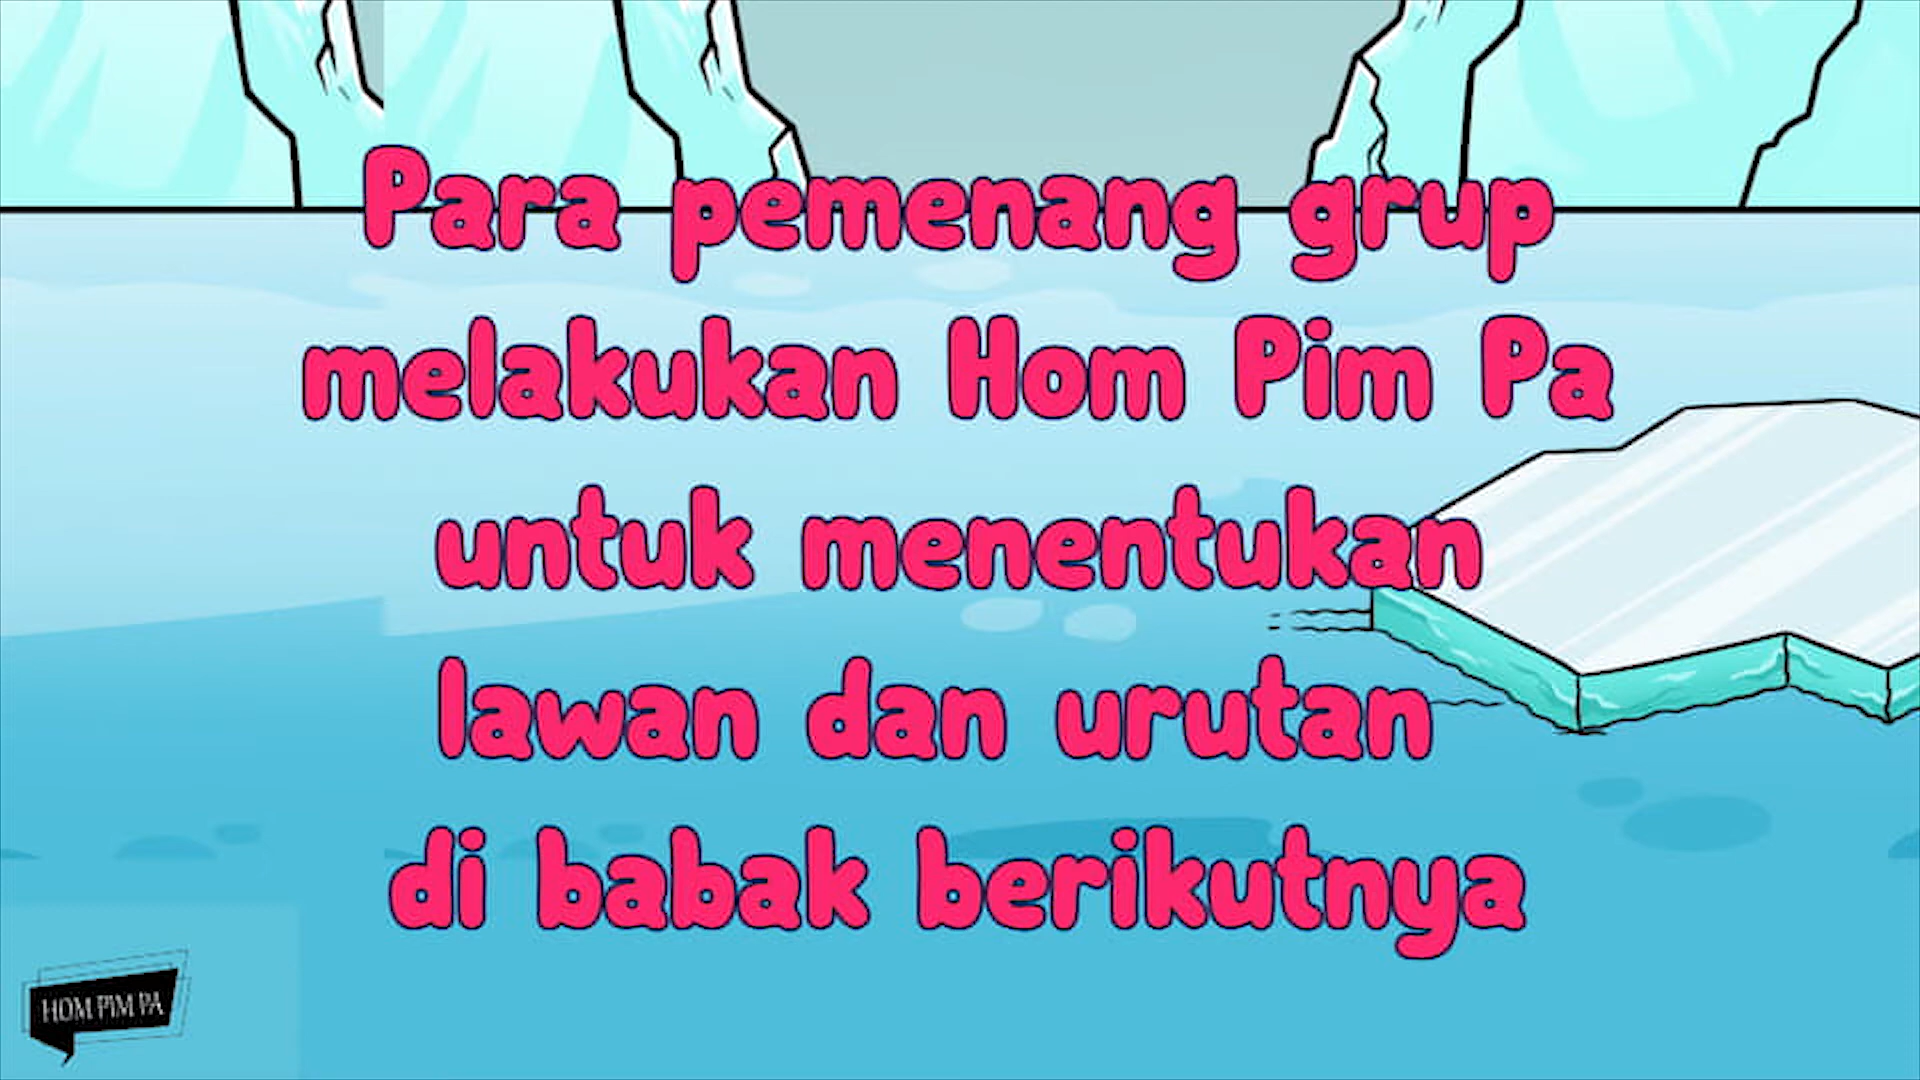 Para pemenang grup
melakukan Hom Pim Pa
untuk menentukan
lawan dan urutan
di babak berikutnya
HOM PIM PA